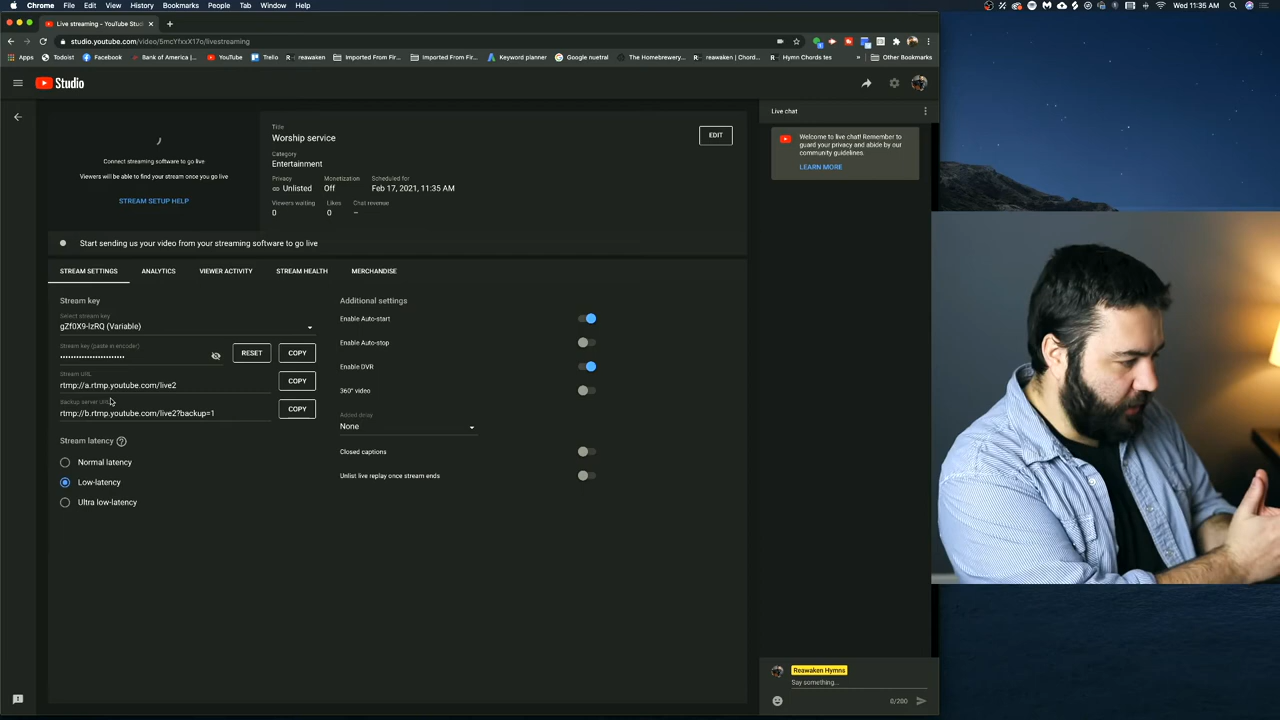 Chrome File Edit View History Bookmarks People Tab Window Help
Wed 11:35 AM
Live streaming - YouTube Studio
studio.youtube.com/video/5mcYfxxX17o/livestreaming
Apps Todoist Facebook Bank of America |... YouTube Trello reawaken Imported From Fir... Imported From Fir... Keyword planner Google nuetral The Homebrewery... reawaken | Chord... Hymn Chords tes » Other Bookmarks
Studio
Connect streaming software to go live
Viewers will be able to find your stream once you go live
STREAM SETUP HELP
Title
Worship service
EDIT
Category
Entertainment
Privacy Monetization Scheduled for
Unlisted Off Feb 17, 2021, 11:35 AM
Viewers waiting Likes Chat revenue
0 0 –
Start sending us your video from your streaming software to go live
STREAM SETTINGS ANALYTICS VIEWER ACTIVITY STREAM HEALTH MERCHANDISE
Stream key
Select stream key
gZf0X9-IzRQ (Variable)
Stream key (paste in encoder)
••••••••••••••••••••••••
RESET COPY
Stream URL
rtmp://a.rtmp.youtube.com/live2
COPY
Backup server URL
rtmp://b.rtmp.youtube.com/live2?backup=1
COPY
Stream latency
Normal latency
Low-latency
Ultra low-latency
Additional settings
Enable Auto-start
Enable Auto-stop
Enable DVR
360° video
Added delay
None
Closed captions
Unlist live replay once stream ends
Live chat
Welcome to live chat! Remember to
guard your privacy and abide by our
community guidelines.
LEARN MORE
Reawaken Hymns
Say something...
0/200